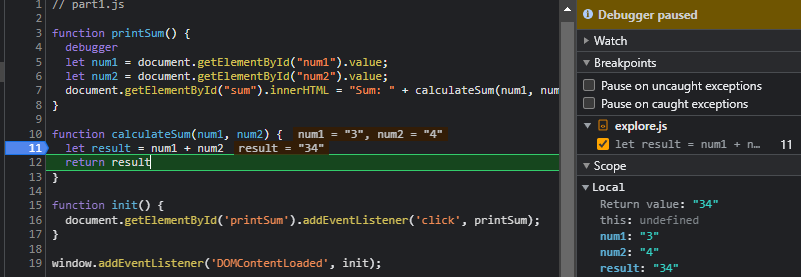 1 // part1.js
2
3 function printSum() {
4 debugger
5 let num1 = document.getElementById("num1").value;
6 let num2 = document.getElementById("num2").value;
7 document.getElementById("sum").innerHTML = "Sum: " + calculateSum(num1, num
8 }
9
10 function calculateSum(num1, num2) { num1 = "3", num2 = "4"
11 let result = num1 + num2 result = "34"
12 return result
13 }
14
15 function init() {
16 document.getElementById('printSum').addEventListener('click', printSum);
17 }
18
19 window.addEventListener('DOMContentLoaded', init);
Debugger paused
Watch
Breakpoints
Pause on uncaught exceptions
Pause on caught exceptions
explore.js
let result = num1 + n… 11
Scope
Local
Return value: "34"
this: undefined
num1: "3"
num2: "4"
result: "34"